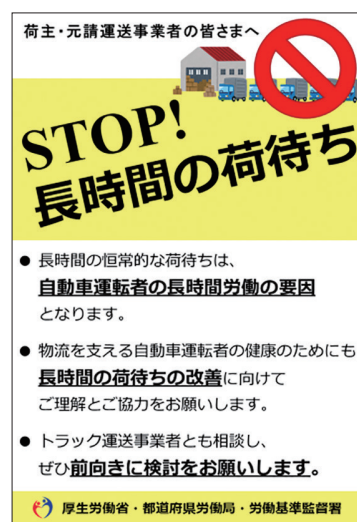 荷主・元請運送事業者の皆さまへ
STOP!
長時間の荷待ち
● 長時間の恒常的な荷待ちは、
自動車運転者の長時間労働の要因
となります。
● 物流を支える自動車運転者の健康のためにも
長時間の荷待ちの改善に向けて
ご理解とご協力をお願いします。
● トラック運送事業者とも相談し、
ぜひ前向きに検討をお願いします。
厚生労働省・都道府県労働局・労働基準監督署